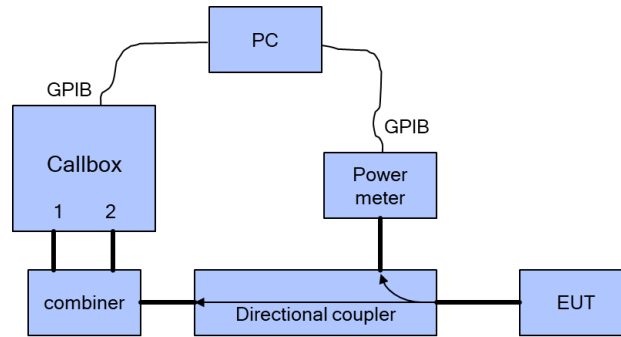 PC
GPIB
GPIB
Callbox
1 2
Power
meter
combiner
Directional coupler
EUT